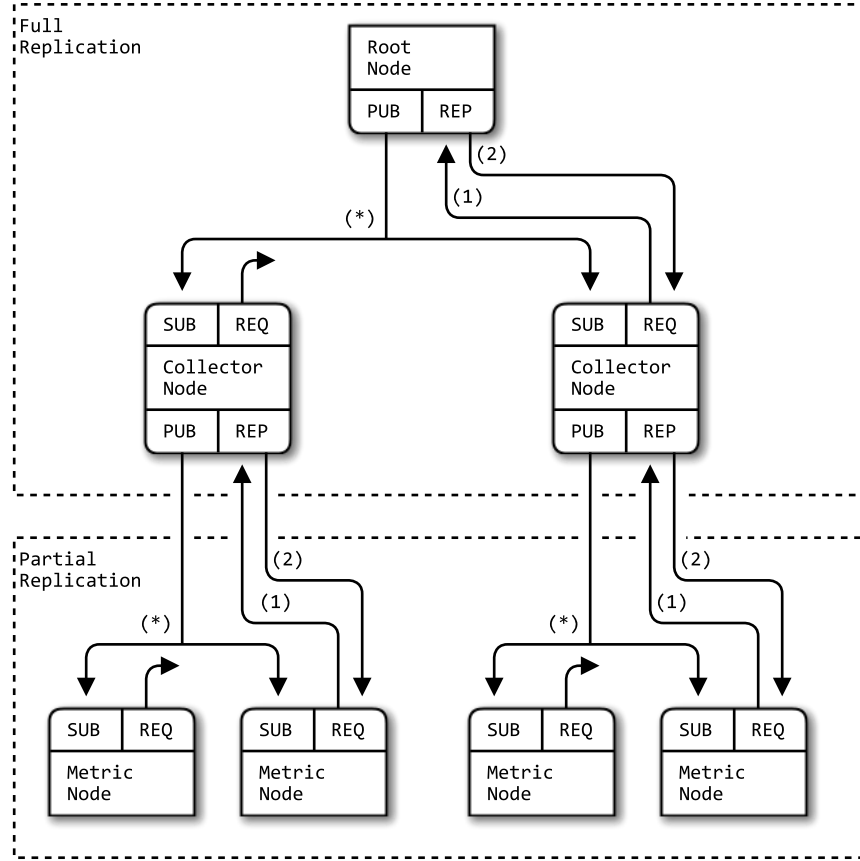 Full
Replication
Root
Node
PUB REP
(2)
(1)
(*)
SUB REQ SUB REQ
Collector
Node
Collector
Node
PUB REP PUB REP
Partial
Replication
(2) (2)
(1) (1)
(*) (*)
SUB REQ SUB REQ SUB REQ SUB REQ
Metric
Node
Metric
Node
Metric
Node
Metric
Node